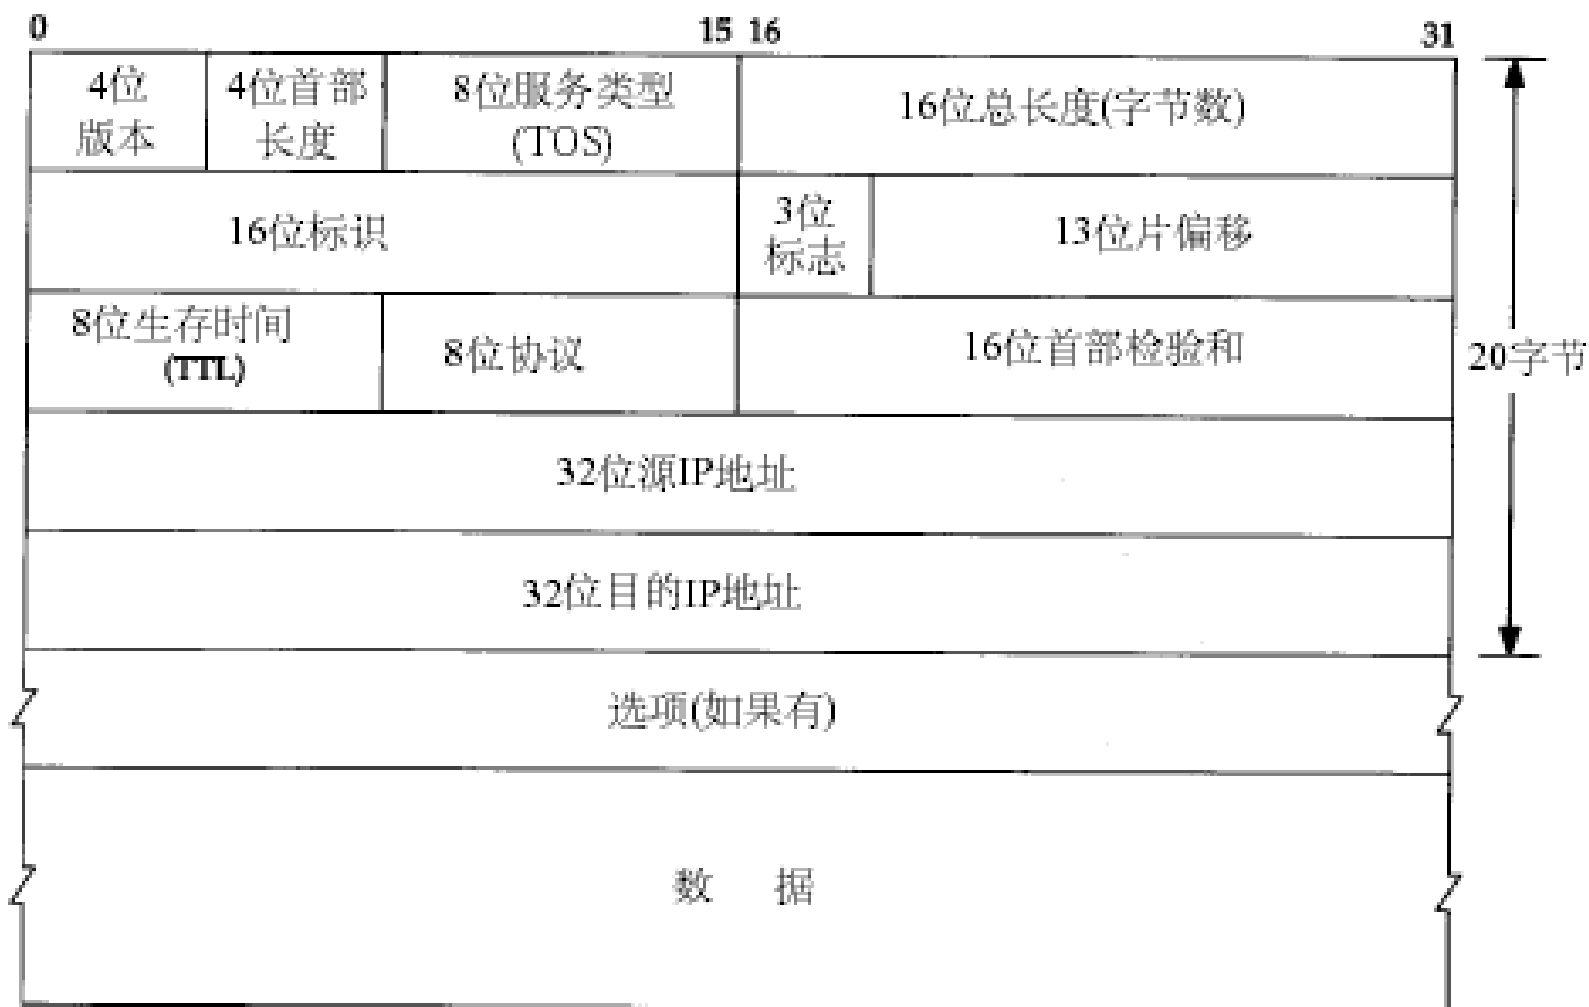 0
15 16
31
4位
版本
4位首部
长度
8位服务类型
(TOS)
16位总长度(字节数)
16位标识
3位
标志
13位片偏移
8位生存时间
(TTL)
8位协议
16位首部检验和
20字节
32位源IP地址
32位目的IP地址
选项(如果有)
数 据